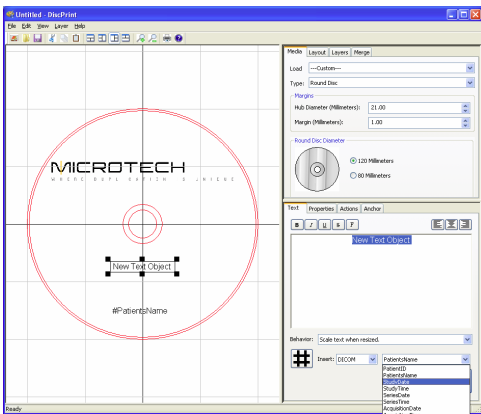 Untitled - DiscPrint
File Edit View Layer Help
Media Layout Layers Merge
Load ---Custom---
Type: Round Disc
Margins
Hub Diameter (Millimeters): 21.00
Margin (Millimeters): 1.00
Round Disc Diameter
120 Millimeters
80 Millimeters
MICROTECH
New Text Object
#PatientsName
Text Properties Actions Anchor
B I U S F
New Text Object
Behavior: Scale text when resized.
Insert: DICOM PatientsName
PatientID
PatientsName
StudyDate
StudyTime
SeriesDate
SeriesTime
AcquisitionDate
Ready